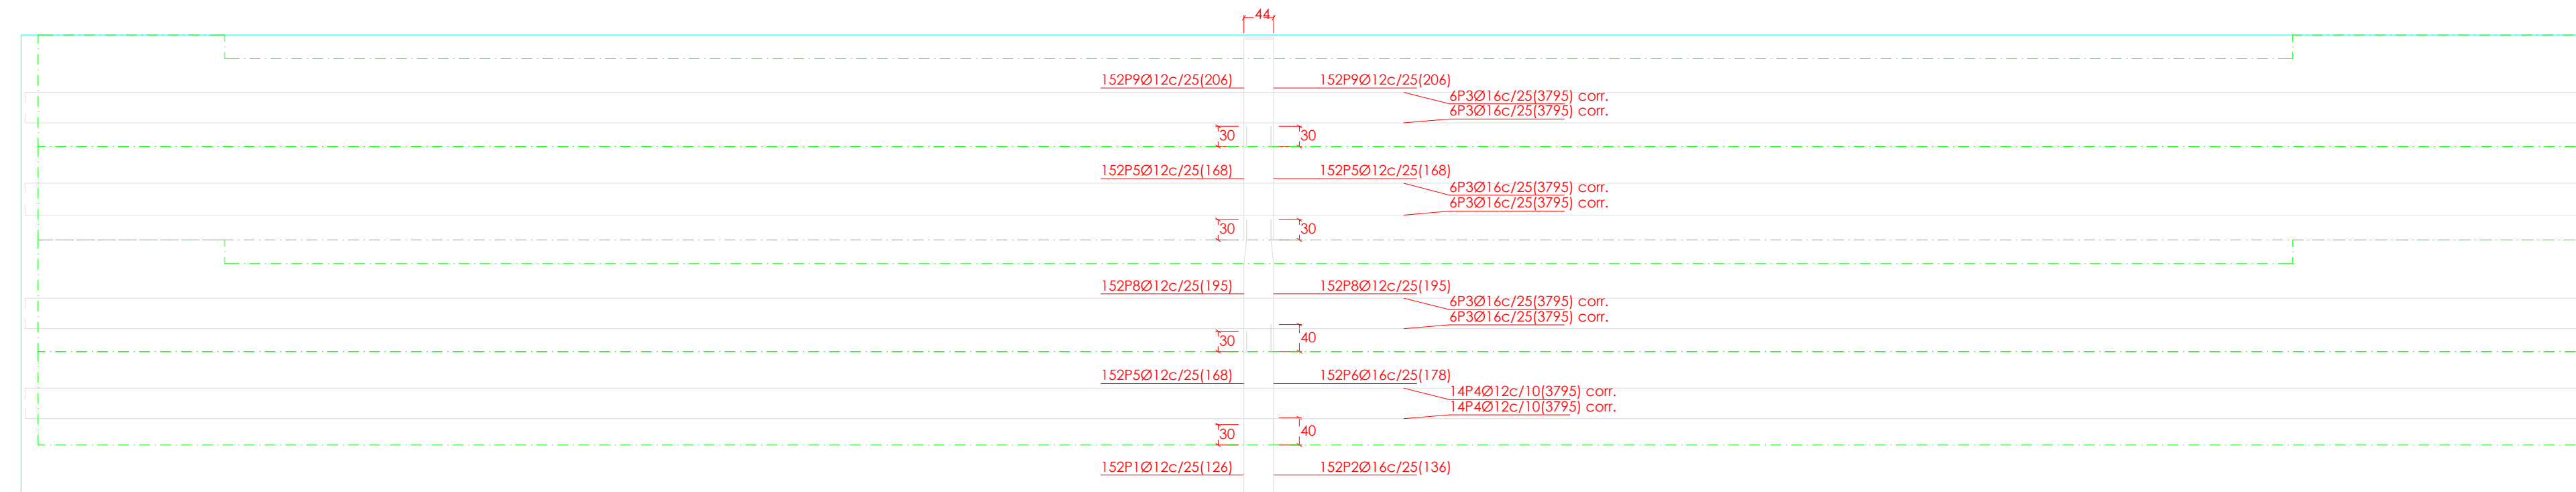 44
152P9Ø12c/25(206) 152P9Ø12c/25(206)
6P3Ø16c/25(3795) corr.
6P3Ø16c/25(3795) corr.
30 30
152P5Ø12c/25(168) 152P5Ø12c/25(168)
6P3Ø16c/25(3795) corr.
6P3Ø16c/25(3795) corr.
30 30
152P8Ø12c/25(195) 152P8Ø12c/25(195)
6P3Ø16c/25(3795) corr.
6P3Ø16c/25(3795) corr.
30 40
152P5Ø12c/25(168) 152P6Ø16c/25(178)
14P4Ø12c/10(3795) corr.
14P4Ø12c/10(3795) corr.
30 40
152P1Ø12c/25(126) 152P2Ø16c/25(136)